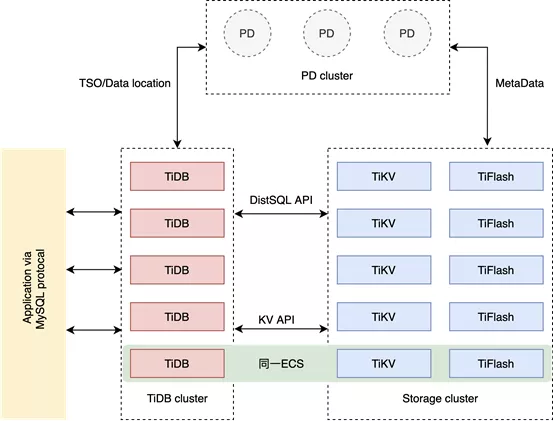 PD PD PD
PD cluster
TSO/Data location
MetaData
Application via
MySQL protocal
TiDB
TiDB
TiDB
TiDB
TiDB
TiDB cluster
DistSQL API
KV API
同一ECS
TiKV TiFlash
TiKV TiFlash
TiKV TiFlash
TiKV TiFlash
TiKV TiFlash
Storage cluster